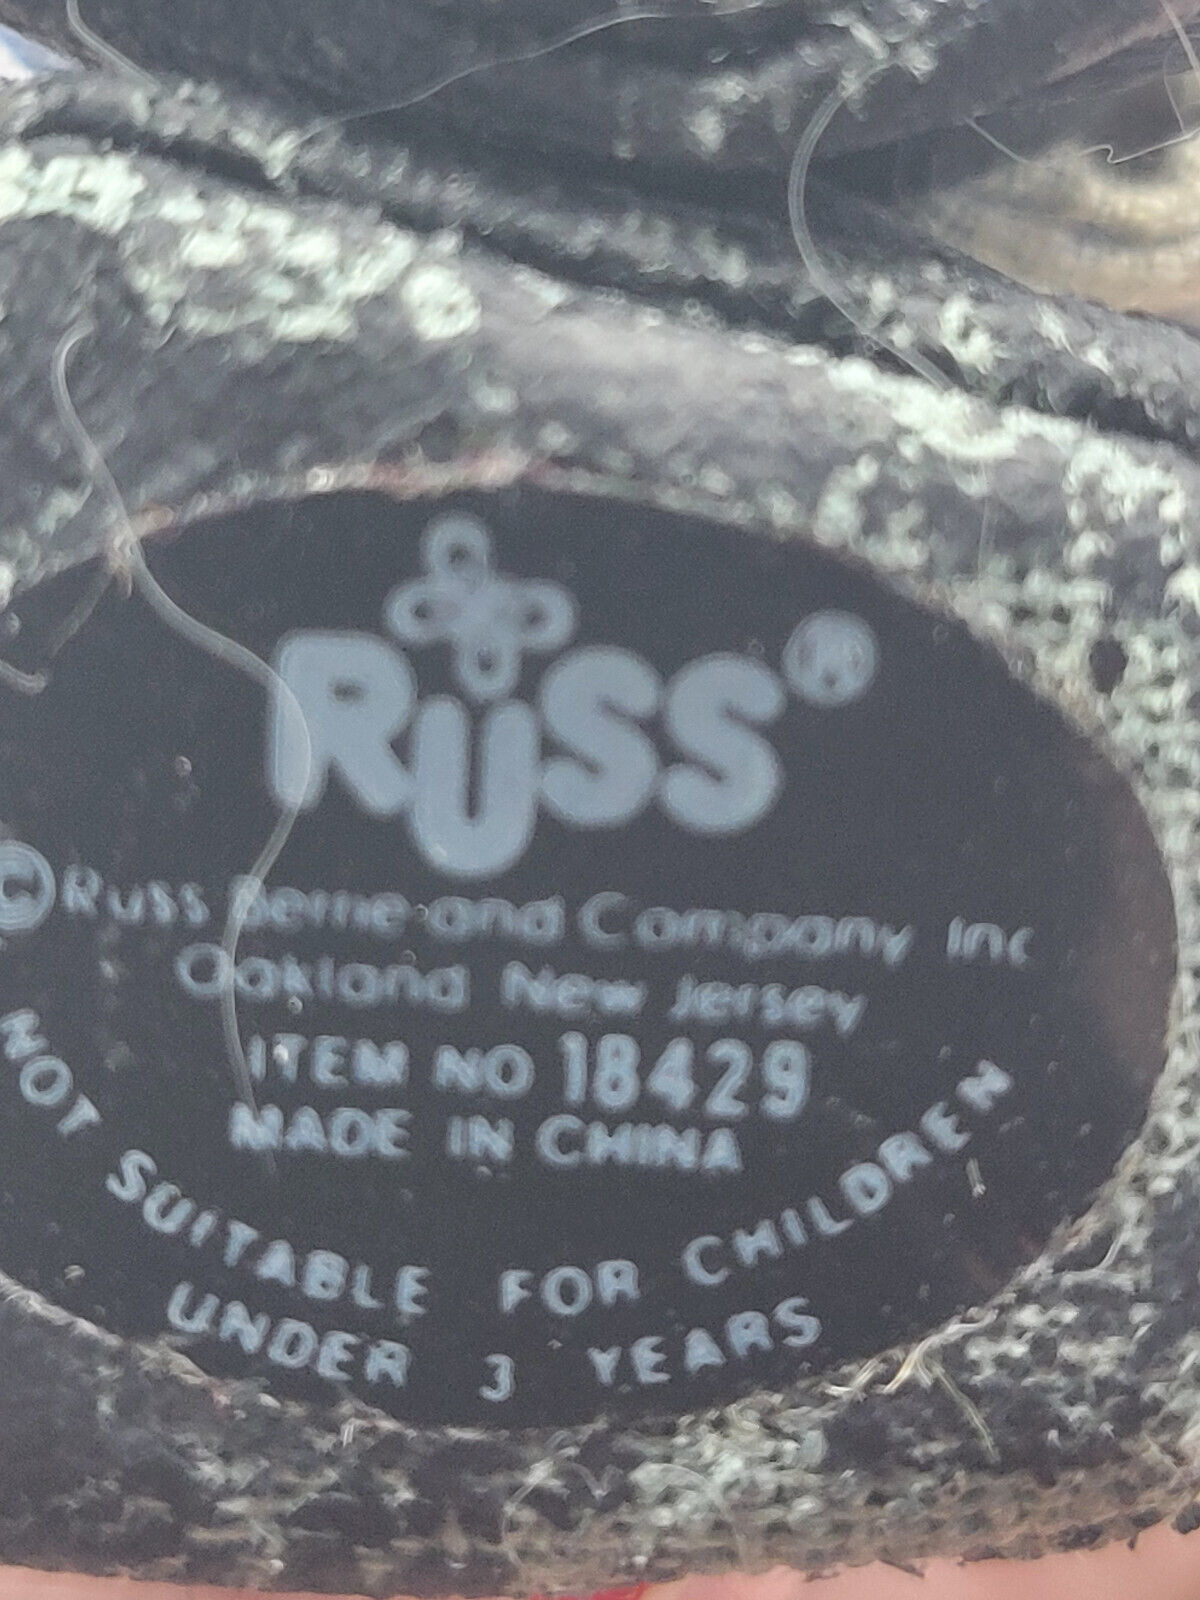 RUSS®
©Russ Berrie and Company Inc
Oakland New Jersey
ITEM NO 18429
MADE IN CHINA
NOT SUITABLE FOR CHILDREN
UNDER 3 YEARS